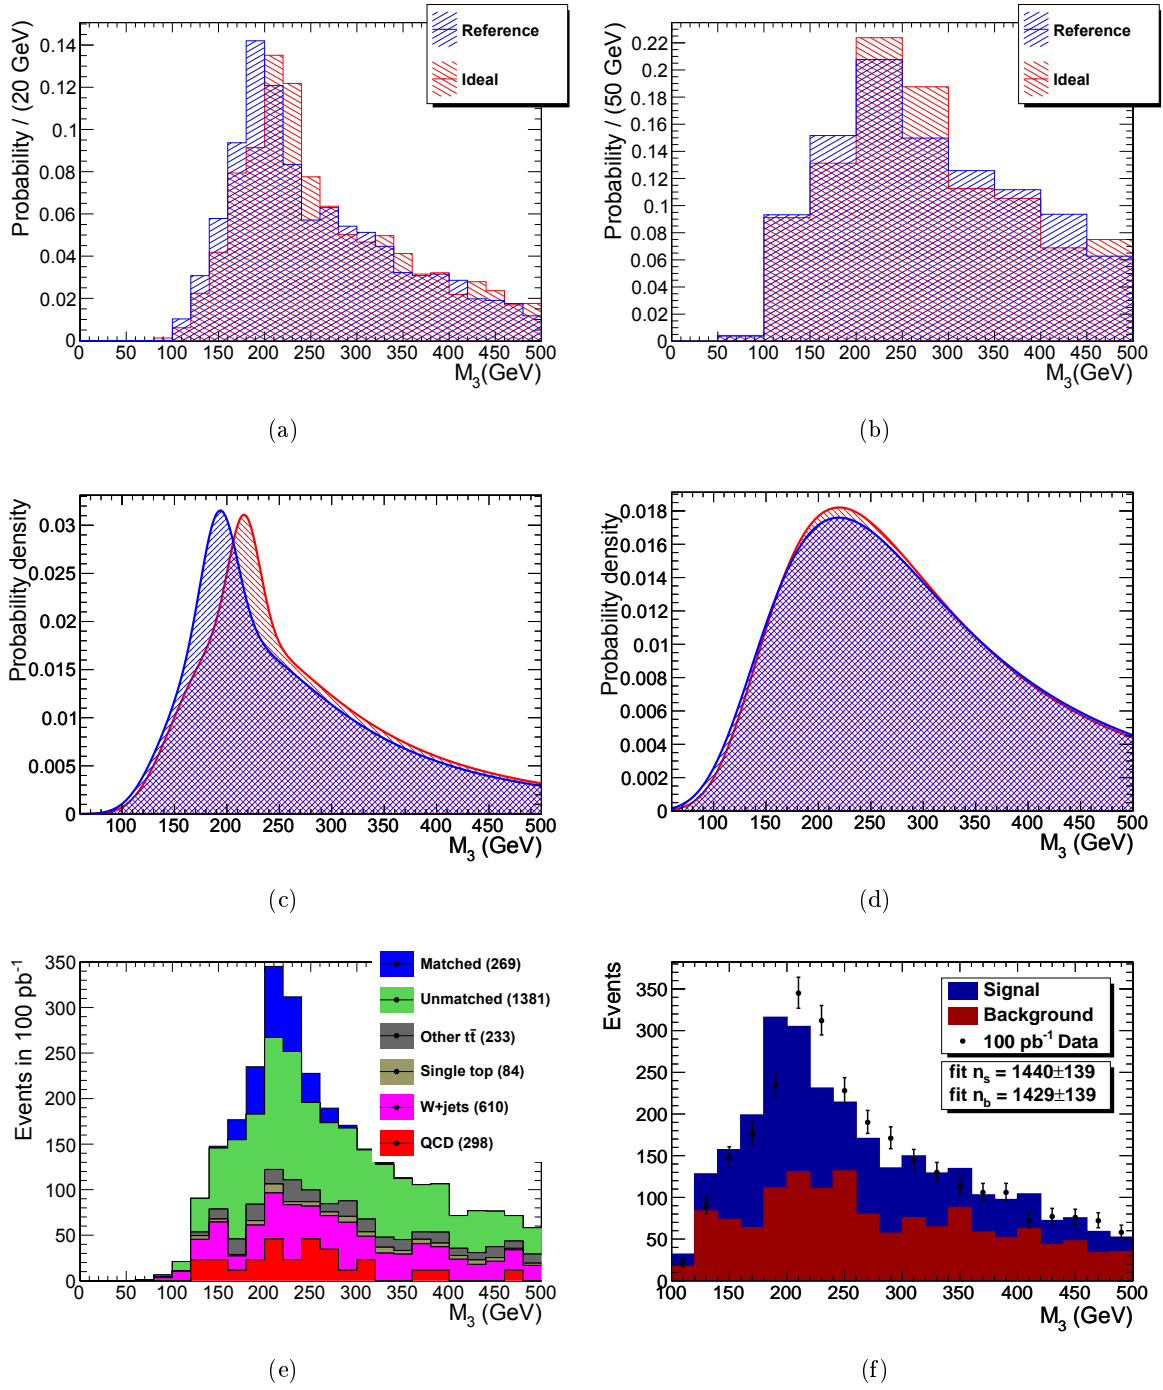 Probability / (20 GeV)
0.14
0.12
0.1
0.08
0.06
0.04
0.02
0
0 50 100 150 200 250 300 350 400 450 500
M3(GeV)
Reference
Ideal
(a)
Probability / (50 GeV)
0.22
0.2
0.18
0.16
0.14
0.12
0.1
0.08
0.06
0.04
0.02
0
0 50 100 150 200 250 300 350 400 450 500
M3(GeV)
Reference
Ideal
(b)
Probability density
0.03
0.025
0.02
0.015
0.01
0.005
0
100 150 200 250 300 350 400 450 500
M3 (GeV)
(c)
Probability density
0.018
0.016
0.014
0.012
0.01
0.008
0.006
0.004
0.002
0
100 150 200 250 300 350 400 450 500
M3 (GeV)
(d)
Events in 100 pb-1
350
300
250
200
150
100
50
0
0 50 100 150 200 250 300 350 400 450 500
M3 (GeV)
Matched (269)
Unmatched (1381)
Other tt̄ (233)
Single top (84)
W+jets (610)
QCD (298)
(e)
Events
350
300
250
200
150
100
50
0
100 150 200 250 300 350 400 450 500
M3 (GeV)
Signal
Background
100 pb-1 Data
fit ns = 1440±139
fit nb = 1429±139
(f)